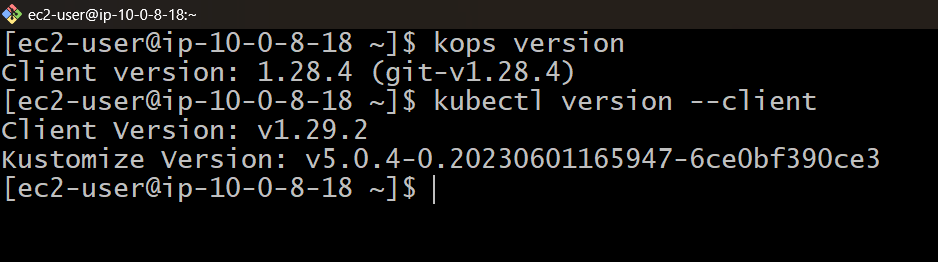 ec2-user@ip-10-0-8-18:~
[ec2-user@ip-10-0-8-18 ~]$ kops version
Client version: 1.28.4 (git-v1.28.4)
[ec2-user@ip-10-0-8-18 ~]$ kubectl version --client
Client Version: v1.29.2
Kustomize Version: v5.0.4-0.20230601165947-6ce0bf390ce3
[ec2-user@ip-10-0-8-18 ~]$